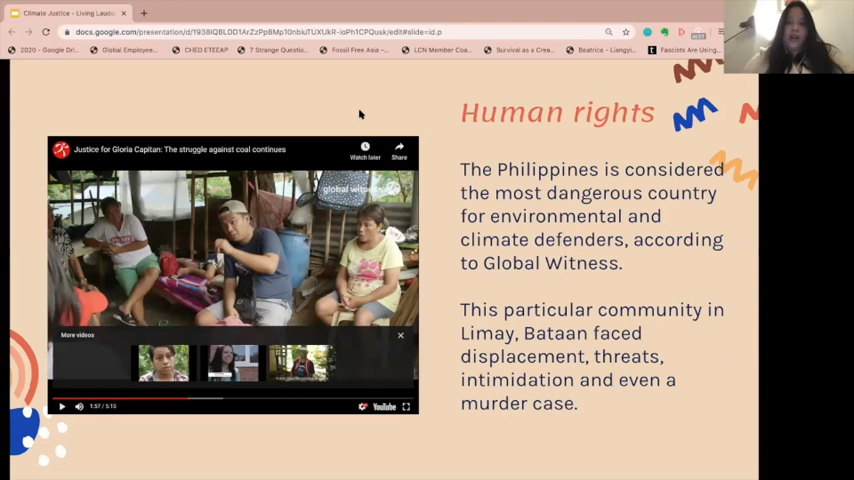 Climate Justice - Living Lauda
docs.google.com/presentation/d/1938IQBLDD1ArZzPpBMp10nbiuTUXUkR-ioPh1CPQusk/edit#slide=id.p
2020 - Google Dri...
Global Employee...
CHED ETEEAP
7 Strange Questio...
Fossil Free Asia -...
LCN Member Coa...
Survival as a Crea...
Beatrice - Liangyi...
Fascists Are Using...
Human rights
Justice for Gloria Capitan: The struggle against coal continues
Watch later
Share
global witness
The Philippines is considered
the most dangerous country
for environmental and
climate defenders, according
to Global Witness.
This particular community in
Limay, Bataan faced
displacement, threats,
intimidation and even a
murder case.
More videos
1:57 / 5:15
YouTube